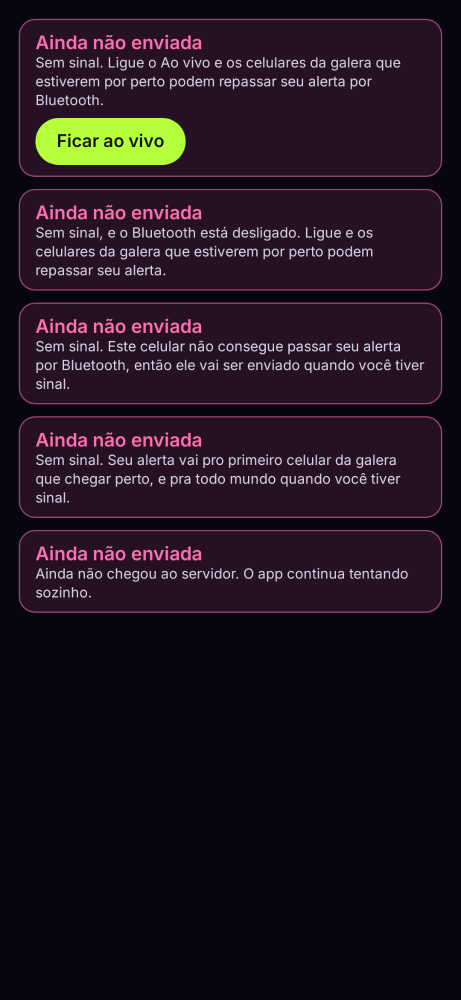 Ainda não enviada
Sem sinal. Ligue o Ao vivo e os celulares da galera que
estiverem por perto podem repassar seu alerta por
Bluetooth.
Ficar ao vivo
Ainda não enviada
Sem sinal, e o Bluetooth está desligado. Ligue e os
celulares da galera que estiverem por perto podem
repassar seu alerta.
Ainda não enviada
Sem sinal. Este celular não consegue passar seu alerta
por Bluetooth, então ele vai ser enviado quando você tiver
sinal.
Ainda não enviada
Sem sinal. Seu alerta vai pro primeiro celular da galera
que chegar perto, e pra todo mundo quando você tiver
sinal.
Ainda não enviada
Ainda não chegou ao servidor. O app continua tentando
sozinho.